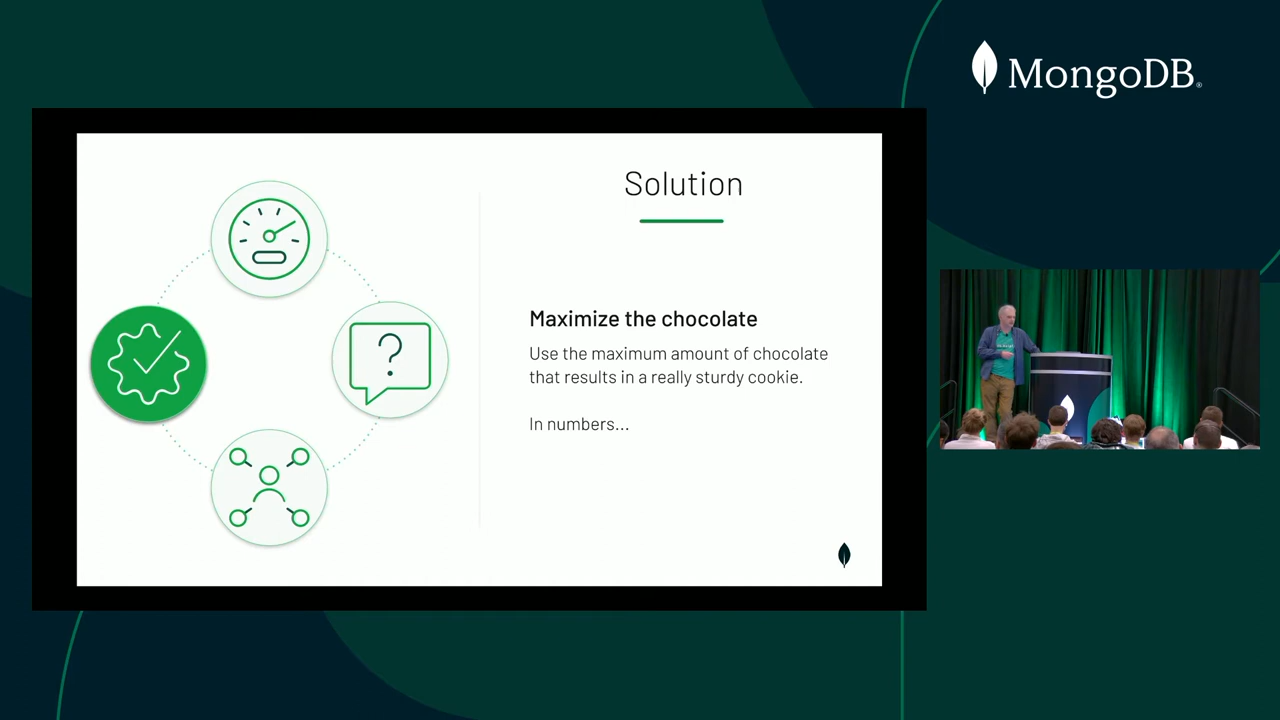 MongoDB®
Solution
Maximize the chocolate
Use the maximum amount of chocolate
that results in a really sturdy cookie.
In numbers...
?